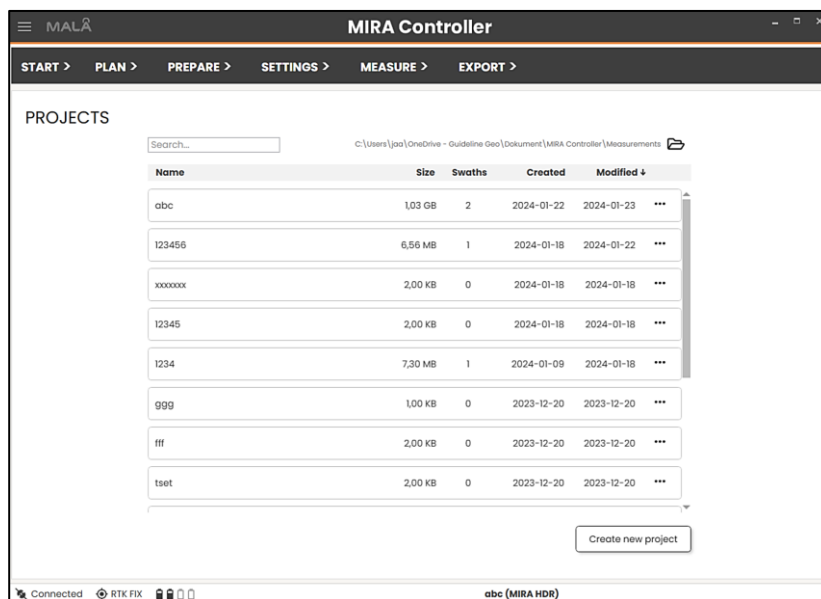 MALÅ
MIRA Controller
START > PLAN > PREPARE > SETTINGS > MEASURE > EXPORT >
PROJECTS
Search... C:\Users\jaa\OneDrive - Guideline Geo\Dokument\MIRA Controller\Measurements
Name Size Swaths Created Modified ↓
abc 1,03 GB 2 2024-01-22 2024-01-23 •••
123456 6,56 MB 1 2024-01-18 2024-01-22 •••
xxxxxxx 2,00 KB 0 2024-01-18 2024-01-18 •••
12345 2,00 KB 0 2024-01-18 2024-01-18 •••
1234 7,30 MB 1 2024-01-09 2024-01-18 •••
ggg 1,00 KB 0 2023-12-20 2023-12-20 •••
fff 2,00 KB 0 2023-12-20 2023-12-20 •••
tset 2,00 KB 0 2023-12-20 2023-12-20 •••
Create new project
Connected RTK FIX abc (MIRA HDR)